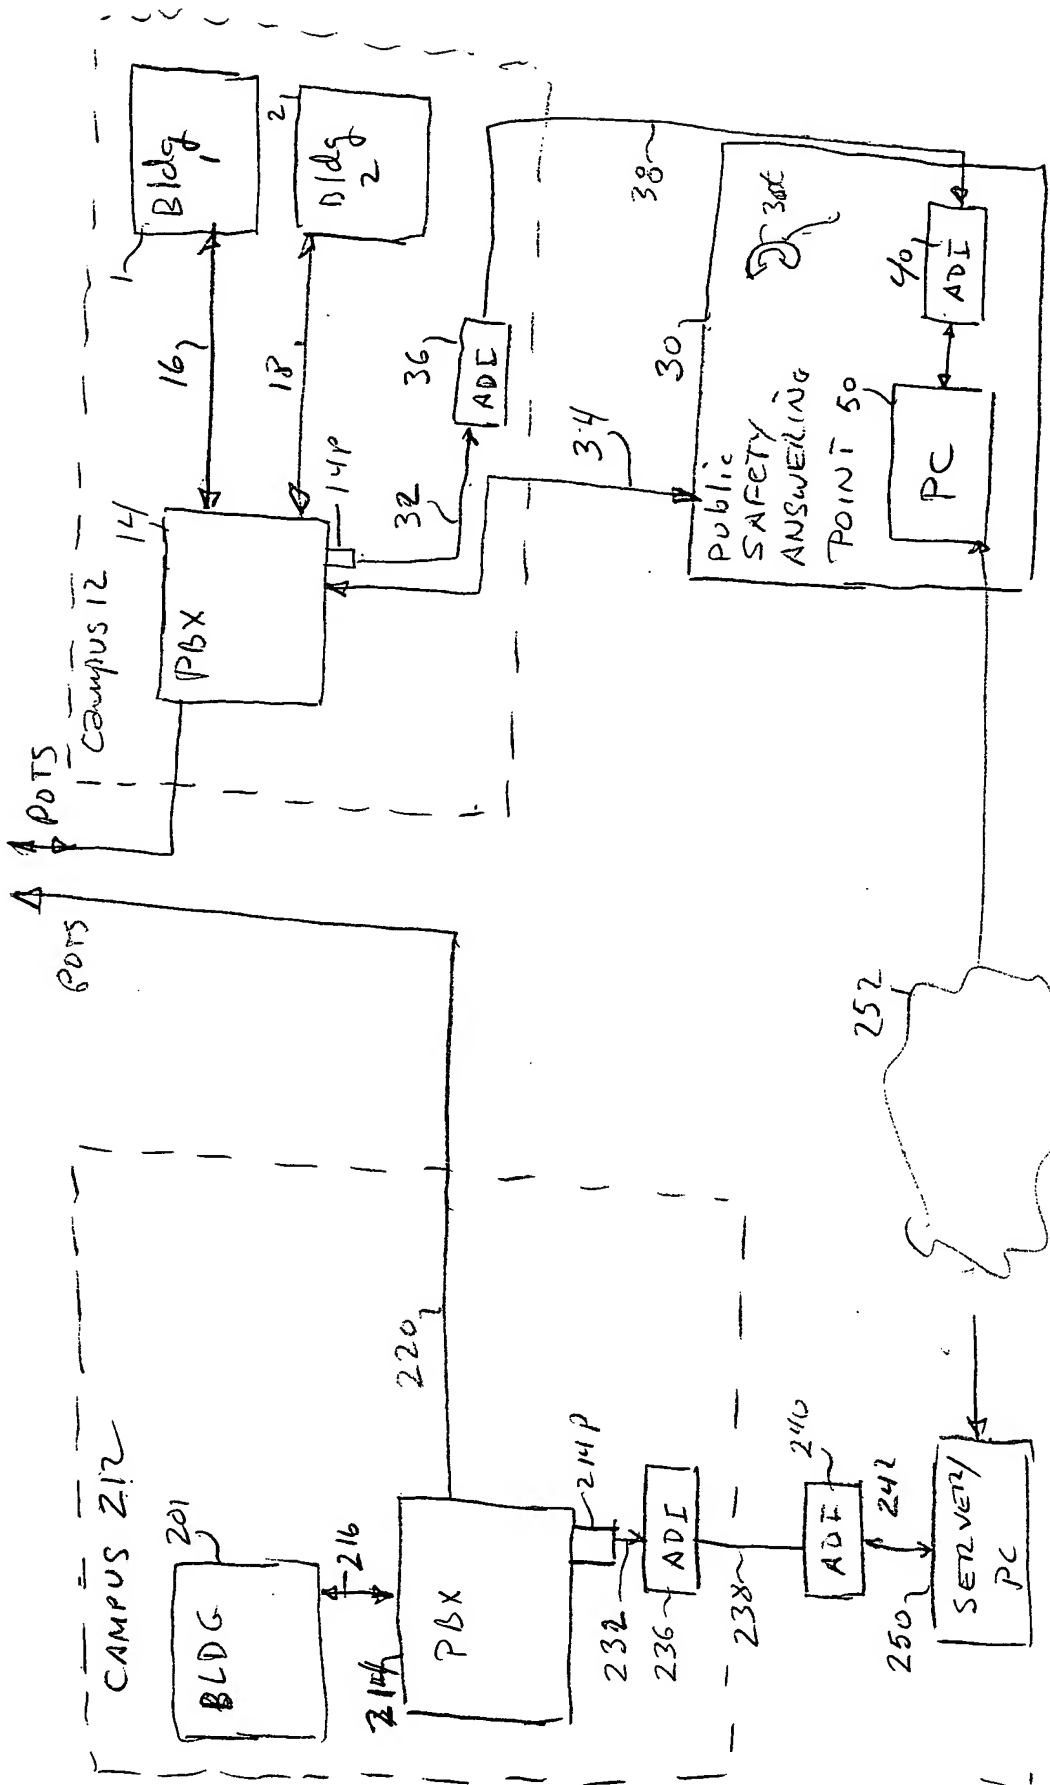 CAMPUS 212
201
BLDG
216
214
PBX
220
POTS
214P
232
236
ADI
238
240
ADI
242
250
SERVER/
PC
252
POTS
Campus 12
14
PBX
14P
16
18
1
Bldg
1
2
Bldg
2
32
36
ADI
34
38
30
Public
SAFETY
ANSWERING
POINT
50
PC
40
ADI